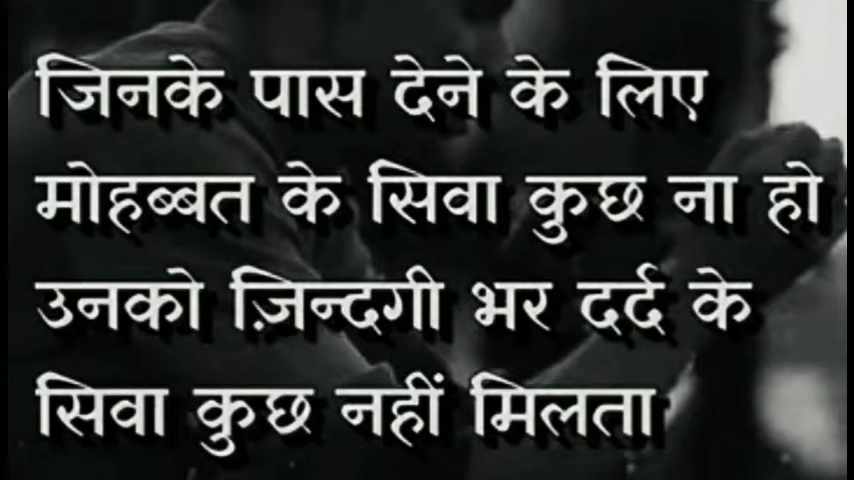 जिनके पास देने के लिए
मोहब्बत के सिवा कुछ ना हो
उनको ज़िन्दगी भर दर्द के
सिवा कुछ नहीं मिलता